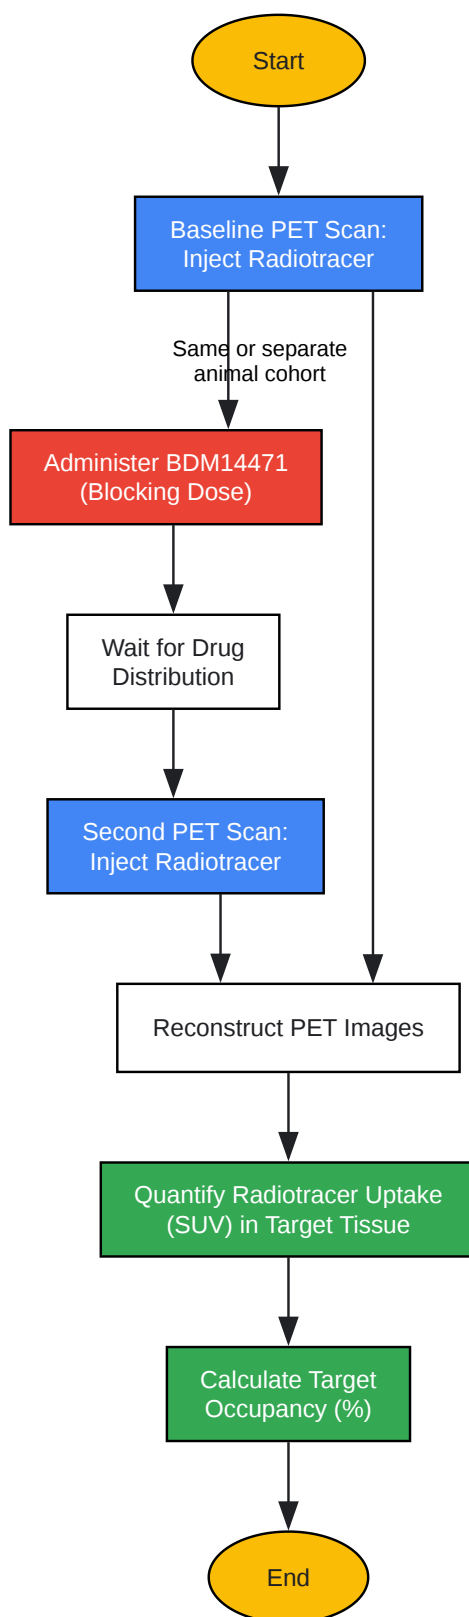 Start
Baseline PET Scan:
Inject Radiotracer
Same or separate
animal cohort
Administer BDM14471
(Blocking Dose)
Wait for Drug
Distribution
Second PET Scan:
Inject Radiotracer
Reconstruct PET Images
Quantify Radiotracer Uptake
(SUV) in Target Tissue
Calculate Target
Occupancy (%)
End